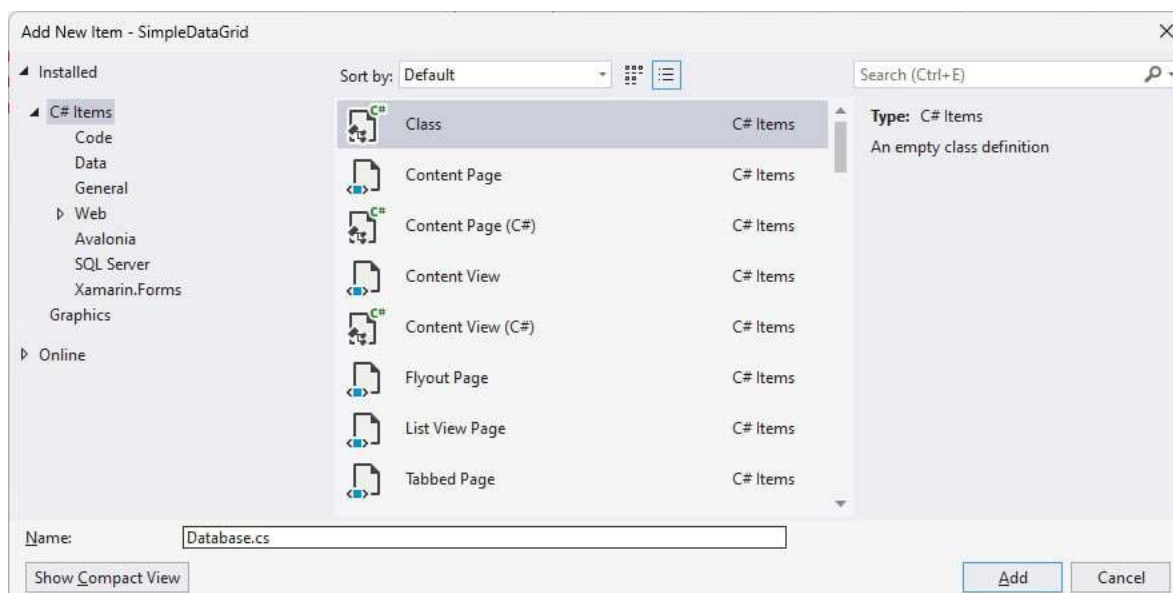 Add New Item - SimpleDataGrid
Installed
Sort by: Default
Search (Ctrl+E)
C# Items
Code
Data
General
Web
Avalonia
SQL Server
Xamarin.Forms
Graphics
Online
C# Class C# Items
Content Page C# Items
C# Content Page (C#) C# Items
Content View C# Items
C# Content View (C#) C# Items
Flyout Page C# Items
List View Page C# Items
Tabbed Page C# Items
Type: C# Items
An empty class definition
Name: Database.cs
Show Compact View Add Cancel